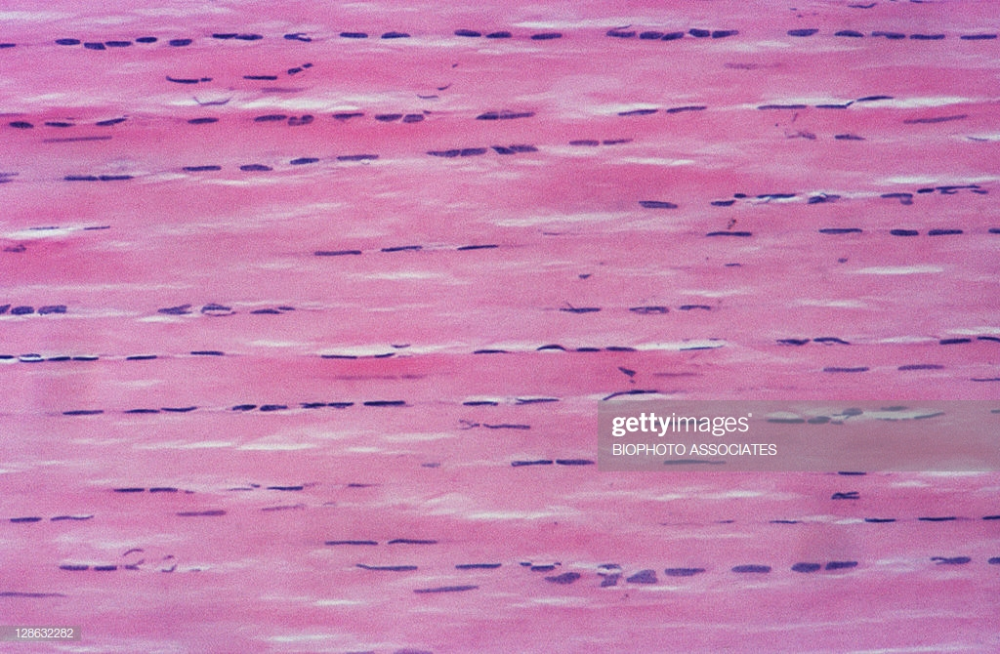 gettyimages®
BIOPHOTO ASSOCIATES
128632282